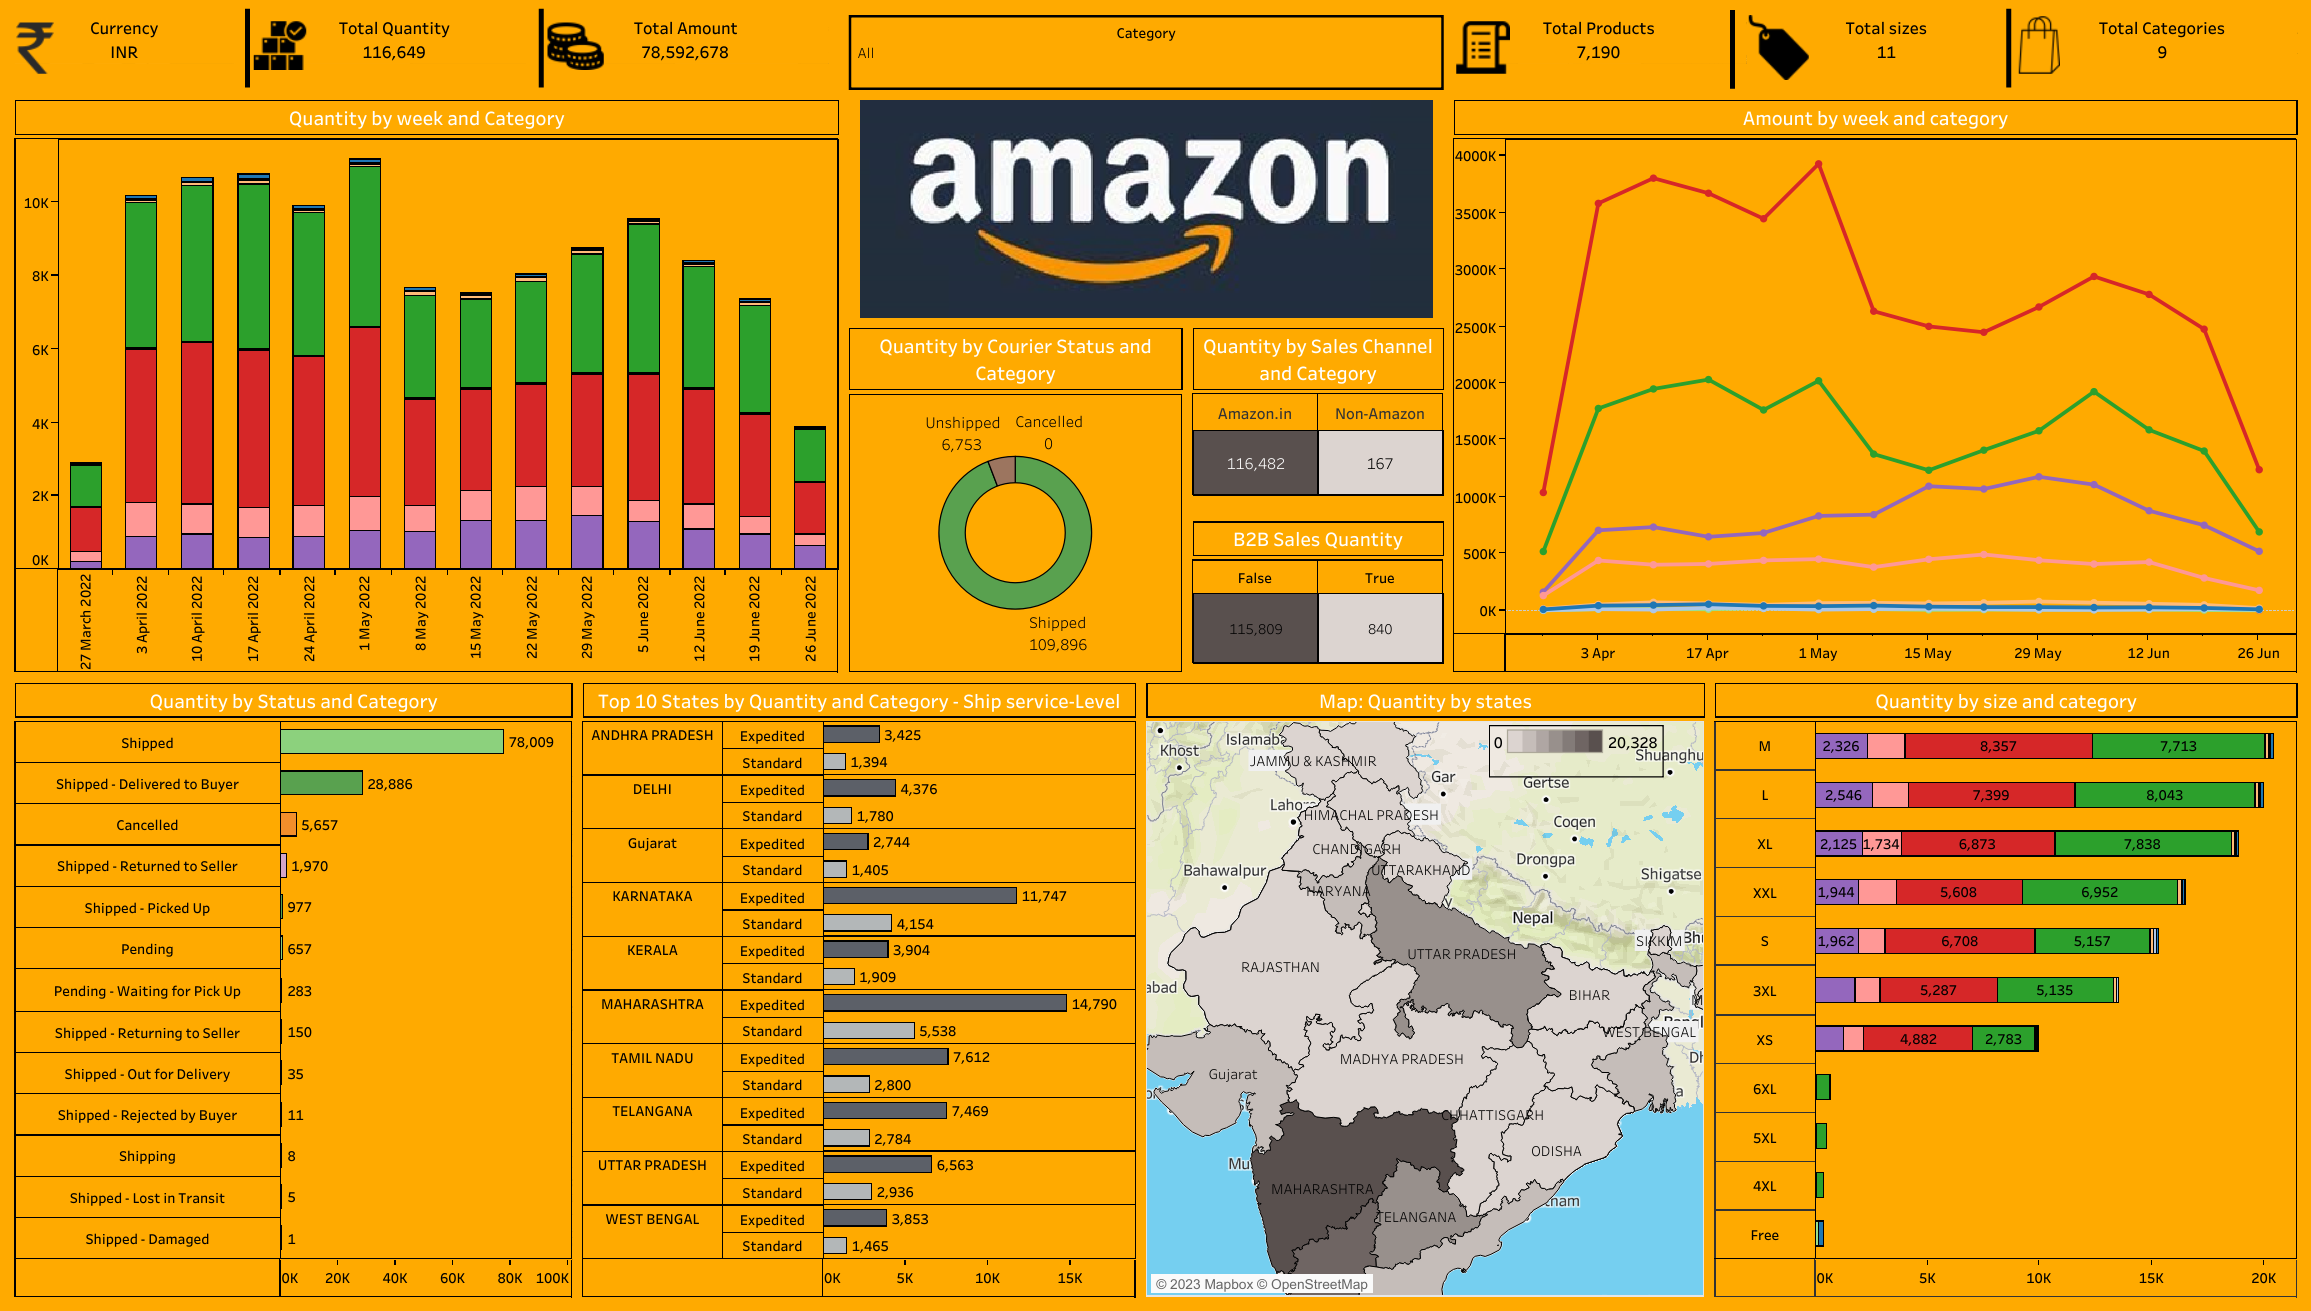 Currency
INR
Total Quantity
116,649
Total Amount
78,592,678
Category
All
Total Products
7,190
Total sizes
11
Total Categories
9
Quantity by week and Category
10K
8K
6K
4K
2K
0K
27 March 2022
3 April 2022
10 April 2022
17 April 2022
24 April 2022
1 May 2022
8 May 2022
15 May 2022
22 May 2022
29 May 2022
5 June 2022
12 June 2022
19 June 2022
26 June 2022
amazon
Quantity by Courier Status and
Category
Unshipped
6,753
Cancelled
0
Shipped
109,896
Quantity by Sales Channel
and Category
Amazon.in Non-Amazon
116,482 167
B2B Sales Quantity
False True
115,809 840
Amount by week and category
4000K
3500K
3000K
2500K
2000K
1500K
1000K
500K
0K
3 Apr 17 Apr 1 May 15 May 29 May 12 Jun 26 Jun
Quantity by Status and Category
Shipped 78,009
Shipped - Delivered to Buyer 28,886
Cancelled 5,657
Shipped - Returned to Seller 1,970
Shipped - Picked Up 977
Pending 657
Pending - Waiting for Pick Up 283
Shipped - Returning to Seller 150
Shipped - Out for Delivery 35
Shipped - Rejected by Buyer 11
Shipping 8
Shipped - Lost in Transit 5
Shipped - Damaged 1
0K 20K 40K 60K 80K 100K
Top 10 States by Quantity and Category - Ship service-Level
ANDHRA PRADESH Expedited 3,425
Standard 1,394
DELHI Expedited 4,376
Standard 1,780
Gujarat Expedited 2,744
Standard 1,405
KARNATAKA Expedited 11,747
Standard 4,154
KERALA Expedited 3,904
Standard 1,909
MAHARASHTRA Expedited 14,790
Standard 5,538
TAMIL NADU Expedited 7,612
Standard 2,800
TELANGANA Expedited 7,469
Standard 2,784
UTTAR PRADESH Expedited 6,563
Standard 2,936
WEST BENGAL Expedited 3,853
Standard 1,465
0K 5K 10K 15K
Map: Quantity by states
0 20,328
Khost
Islamaba
Shuanghu
JAMMU & KASHMIR
Gar
Gertse
Lahore
HIMACHAL PRADESH
Coqen
CHANDIGARH
Drongpa
Bahawalpur
UTTARAKHAND
Shigatse
HARYANA
Nepal
SIKKIM
Bhu
UTTAR PRADESH
RAJASTHAN
abad
BIHAR
WEST BENGAL
MADHYA PRADESH
Gujarat
CHHATTISGARH
ODISHA
Mu
MAHARASHTRA
nam
TELANGANA
© 2023 Mapbox © OpenStreetMap
Quantity by size and category
M 2,326 8,357 7,713
L 2,546 7,399 8,043
XL 2,125 1,734 6,873 7,838
XXL 1,944 5,608 6,952
S 1,962 6,708 5,157
3XL 5,287 5,135
XS 4,882 2,783
6XL
5XL
4XL
Free
0K 5K 10K 15K 20K